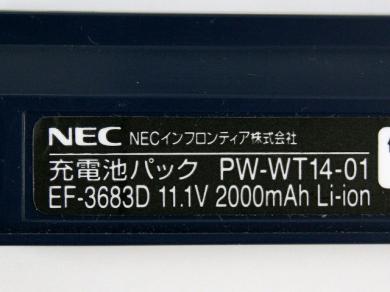 NEC NECインフロンティア株式会社
充電池パック PW-WT14-01
EF-3683D 11.1V 2000mAh Li-ion